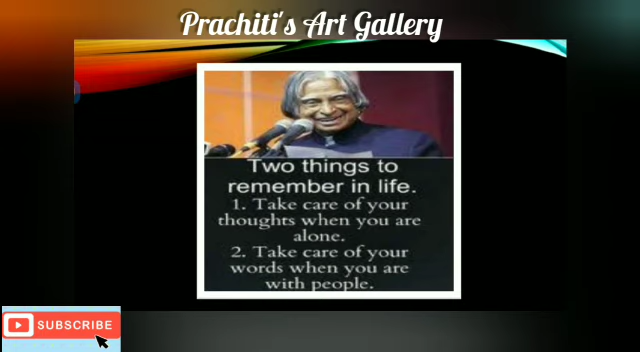 Prachiti's Art Gallery
Two things to
remember in life.
1. Take care of your
thoughts when you are
alone.
2. Take care of your
words when you are
with people.
SUBSCRIBE